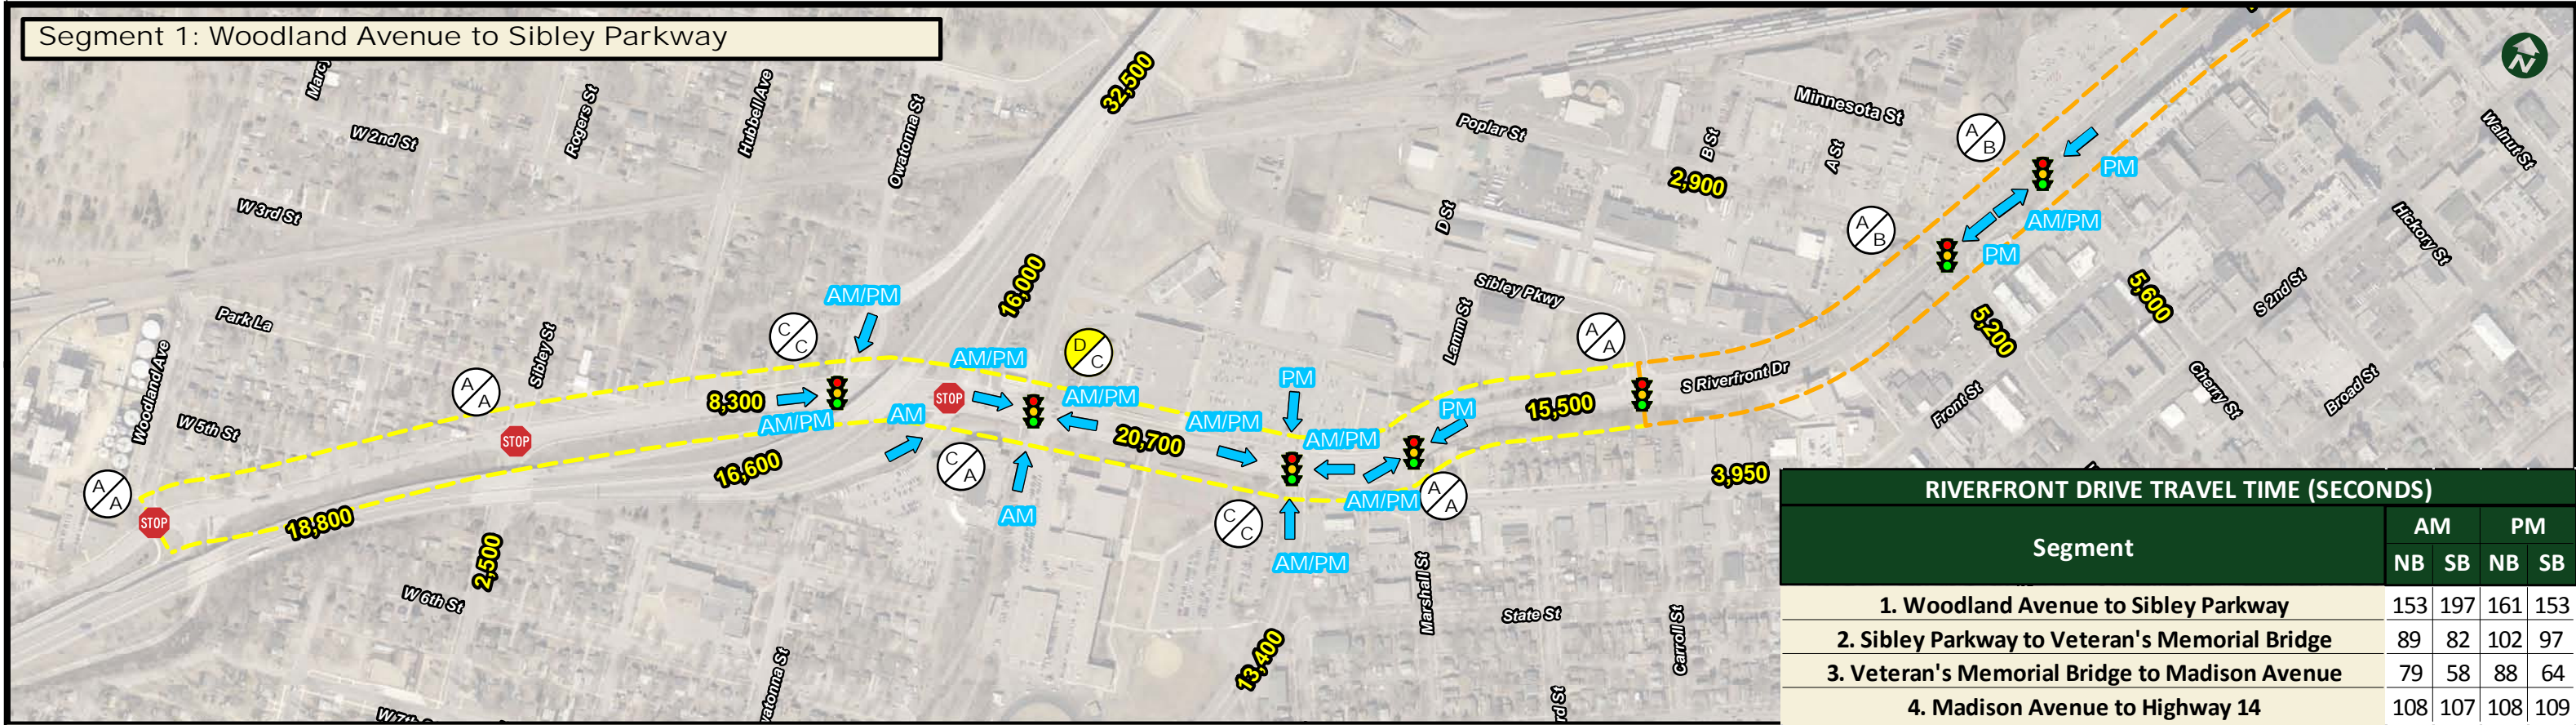 Segment 1: Woodland Avenue to Sibley Parkway
N
Marcy
W 2nd St
Rogers St
Hubbell Ave
Owatonna St
32,500
Poplar St
B St
2,900
Minnesota St
A St
A
B
PM
Walnut St
W 3rd St
D St
A
B
AM/PM
PM
Hickory St
Park La
AM/PM
16,000
Sibley Pkwy
5,600
S 2nd St
Woodland Ave
Sibley St
C
C
AM/PM
D
C
Lamm St
A
A
5,200
A
A
8,300
AM/PM
AM
STOP
AM/PM
PM
S Riverfront Dr
Front St
Cherry St
Broad St
W 5th St
STOP
AM/PM
20,700
AM/PM
PM
15,500
A
A
STOP
18,800
16,600
C
A
AM
C
C
AM/PM
A
A
3,950
2,500
AM/PM
W 6th St
Marshall St
State St
Carroll St
13,400
watonna St
W 7th S
rd St
RIVERFRONT DRIVE TRAVEL TIME (SECONDS)
Segment AM PM
NB SB NB SB
1. Woodland Avenue to Sibley Parkway 153 197 161 153
2. Sibley Parkway to Veteran's Memorial Bridge 89 82 102 97
3. Veteran's Memorial Bridge to Madison Avenue 79 58 88 64
4. Madison Avenue to Highway 14 108 107 108 109